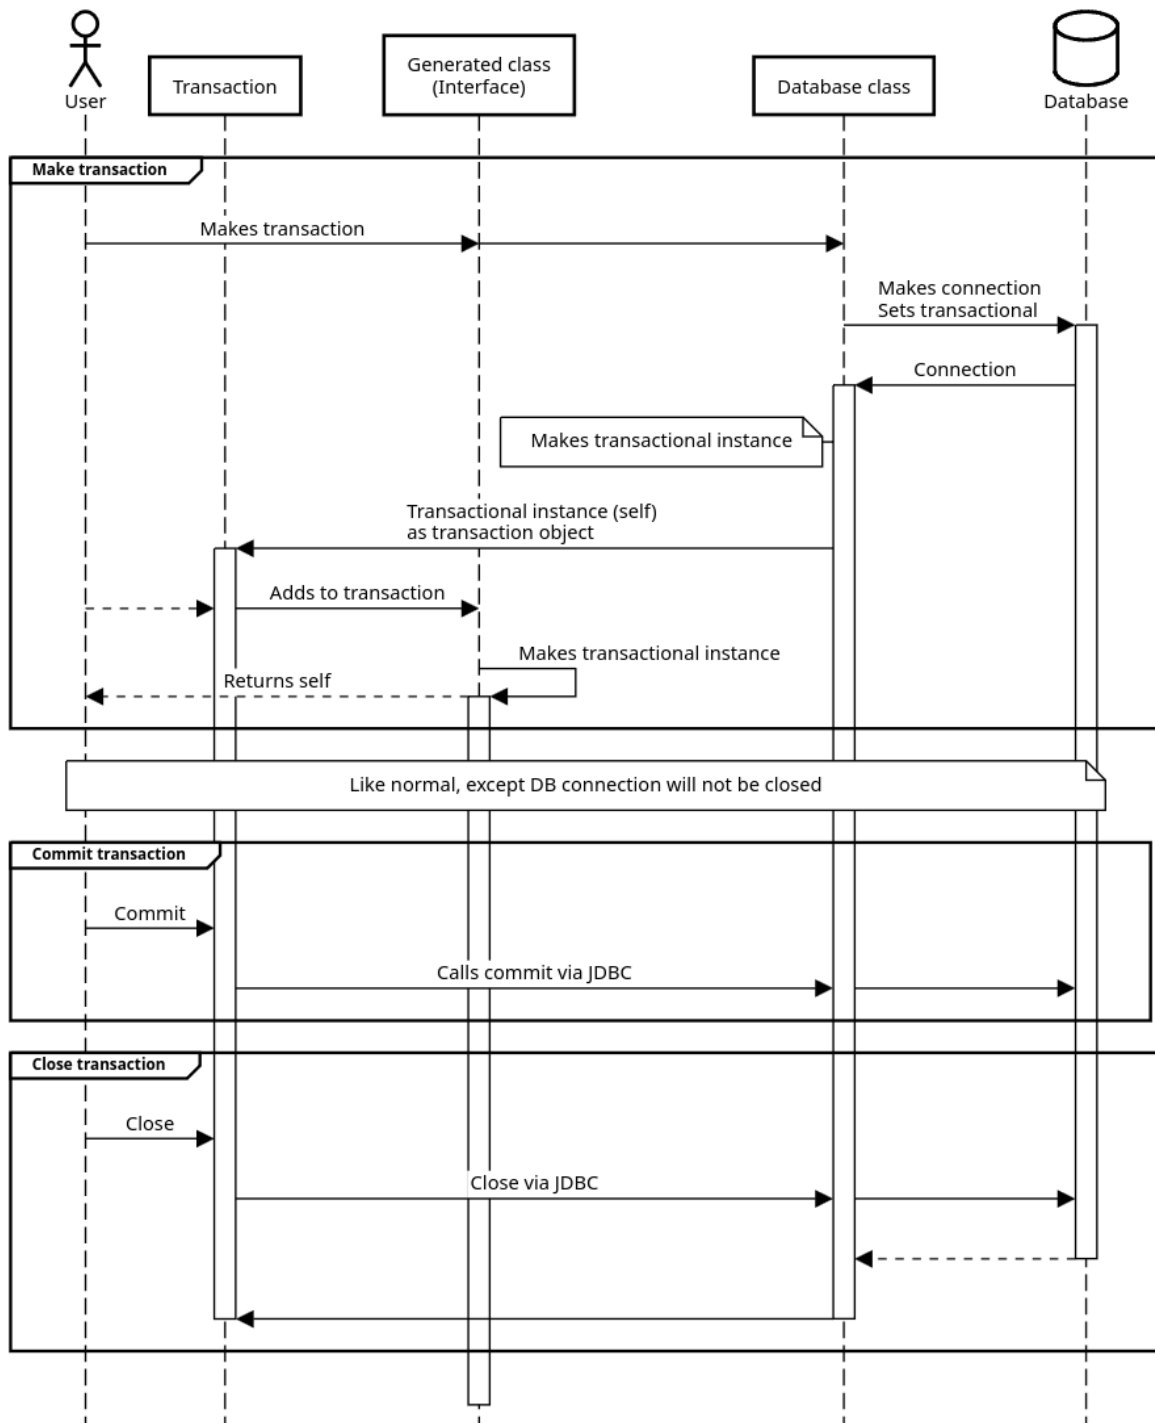 User
Transaction
Generated class
(Interface)
Database class
Database
Make transaction
Makes transaction
Makes connection
Sets transactional
Connection
Makes transactional instance
Transactional instance (self)
as transaction object
Adds to transaction
Makes transactional instance
Returns self
Like normal, except DB connection will not be closed
Commit transaction
Commit
Calls commit via JDBC
Close transaction
Close
Close via JDBC